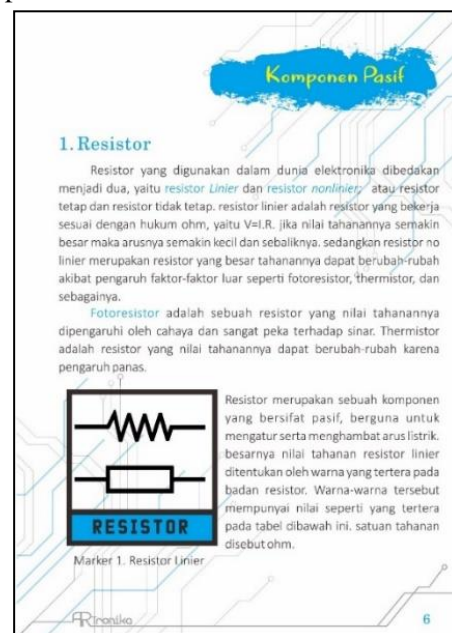 Komponen Pasif
1. Resistor
Resistor yang digunakan dalam dunia elektronika dibedakan
menjadi dua, yaitu resistor Linier dan resistor nonlinier, atau resistor
tetap dan resistor tidak tetap. resistor linier adalah resistor yang bekerja
sesuai dengan hukum ohm, yaitu V=I.R. jika nilai tahanannya semakin
besar maka arusnya semakin kecil dan sebaliknya. sedangkan resistor no
linier merupakan resistor yang besar tahanannya dapat berubah-rubah
akibat pengaruh faktor-faktor luar seperti fotoresistor, thermistor, dan
sebagainya.
Fotoresistor adalah sebuah resistor yang nilai tahanannya
dipengaruhi oleh cahaya dan sangat peka terhadap sinar. Thermistor
adalah resistor yang nilai tahanannya dapat berubah-rubah karena
pengaruh panas.
Resistor merupakan sebuah komponen
yang bersifat pasif, berguna untuk
mengatur serta menghambat arus listrik.
besarnya nilai tahanan resistor linier
ditentukan oleh warna yang tertera pada
badan resistor. Warna-warna tersebut
mempunyai nilai seperti yang tertera
pada tabel dibawah ini. satuan tahanan
disebut ohm.
RESISTOR
Marker 1. Resistor Linier
ARTronika
6